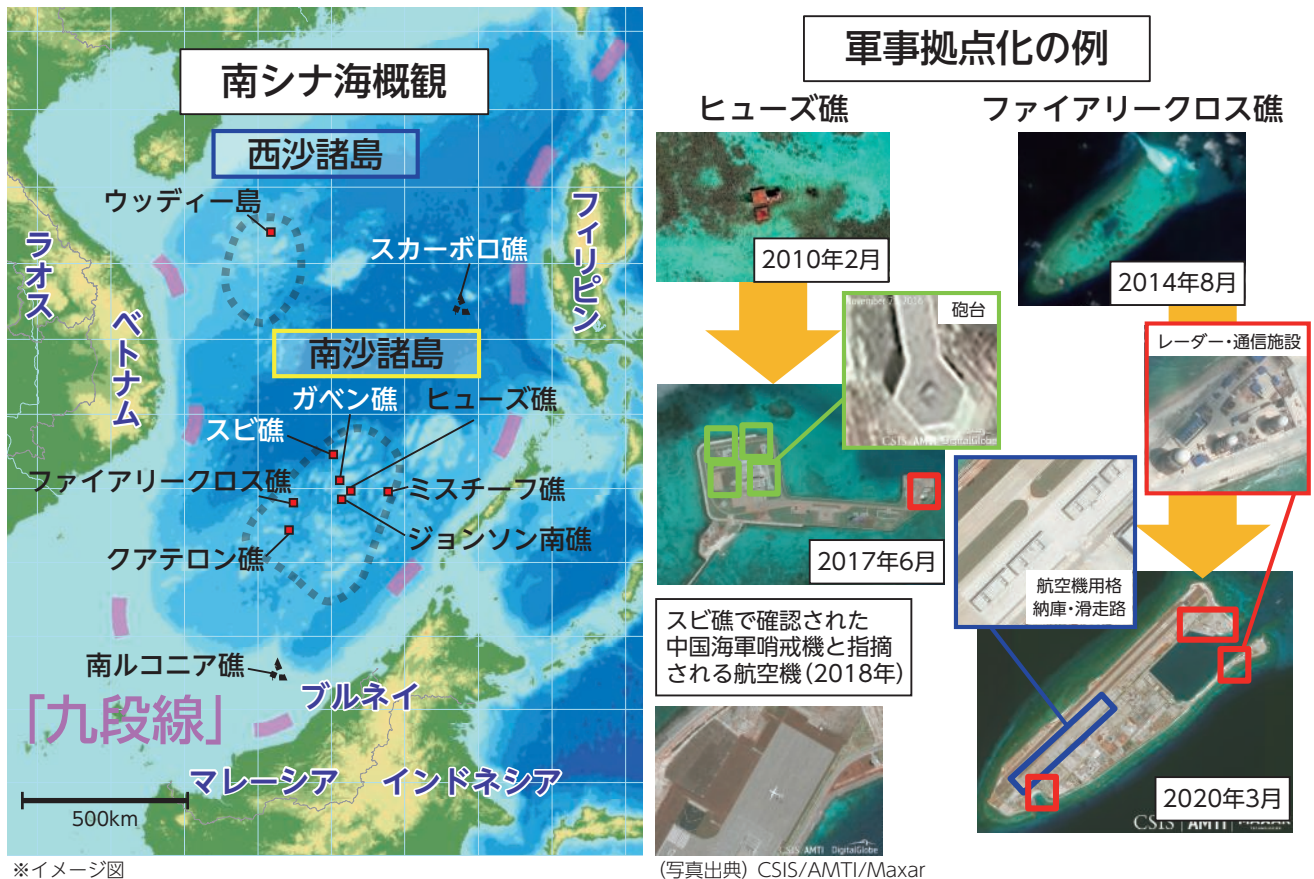 南シナ海概観
西沙諸島
ウッディー島
スカーボロ礁
フィリピン
ラオス
ベトナム
南沙諸島
ガベン礁
ヒューズ礁
スビ礁
ファイアリークロス礁
ミスチーフ礁
クアテロン礁
ジョンソン南礁
南ルコニア礁
「九段線」
ブルネイ
マレーシア
インドネシア
500km
※イメージ図
軍事拠点化の例
ヒューズ礁
2010年2月
砲台
CSIS AMTI DigitalGlobe
2017年6月
スビ礁で確認された
中国海軍哨戒機と指摘
される航空機(2018年)
CSIS AMTI DigitalGlobe
ファイアリークロス礁
2014年8月
レーダー・通信施設
航空機用格
納庫・滑走路
2020年3月
CSIS AMTI MAXAR
(写真出典) CSIS/AMTI/Maxar